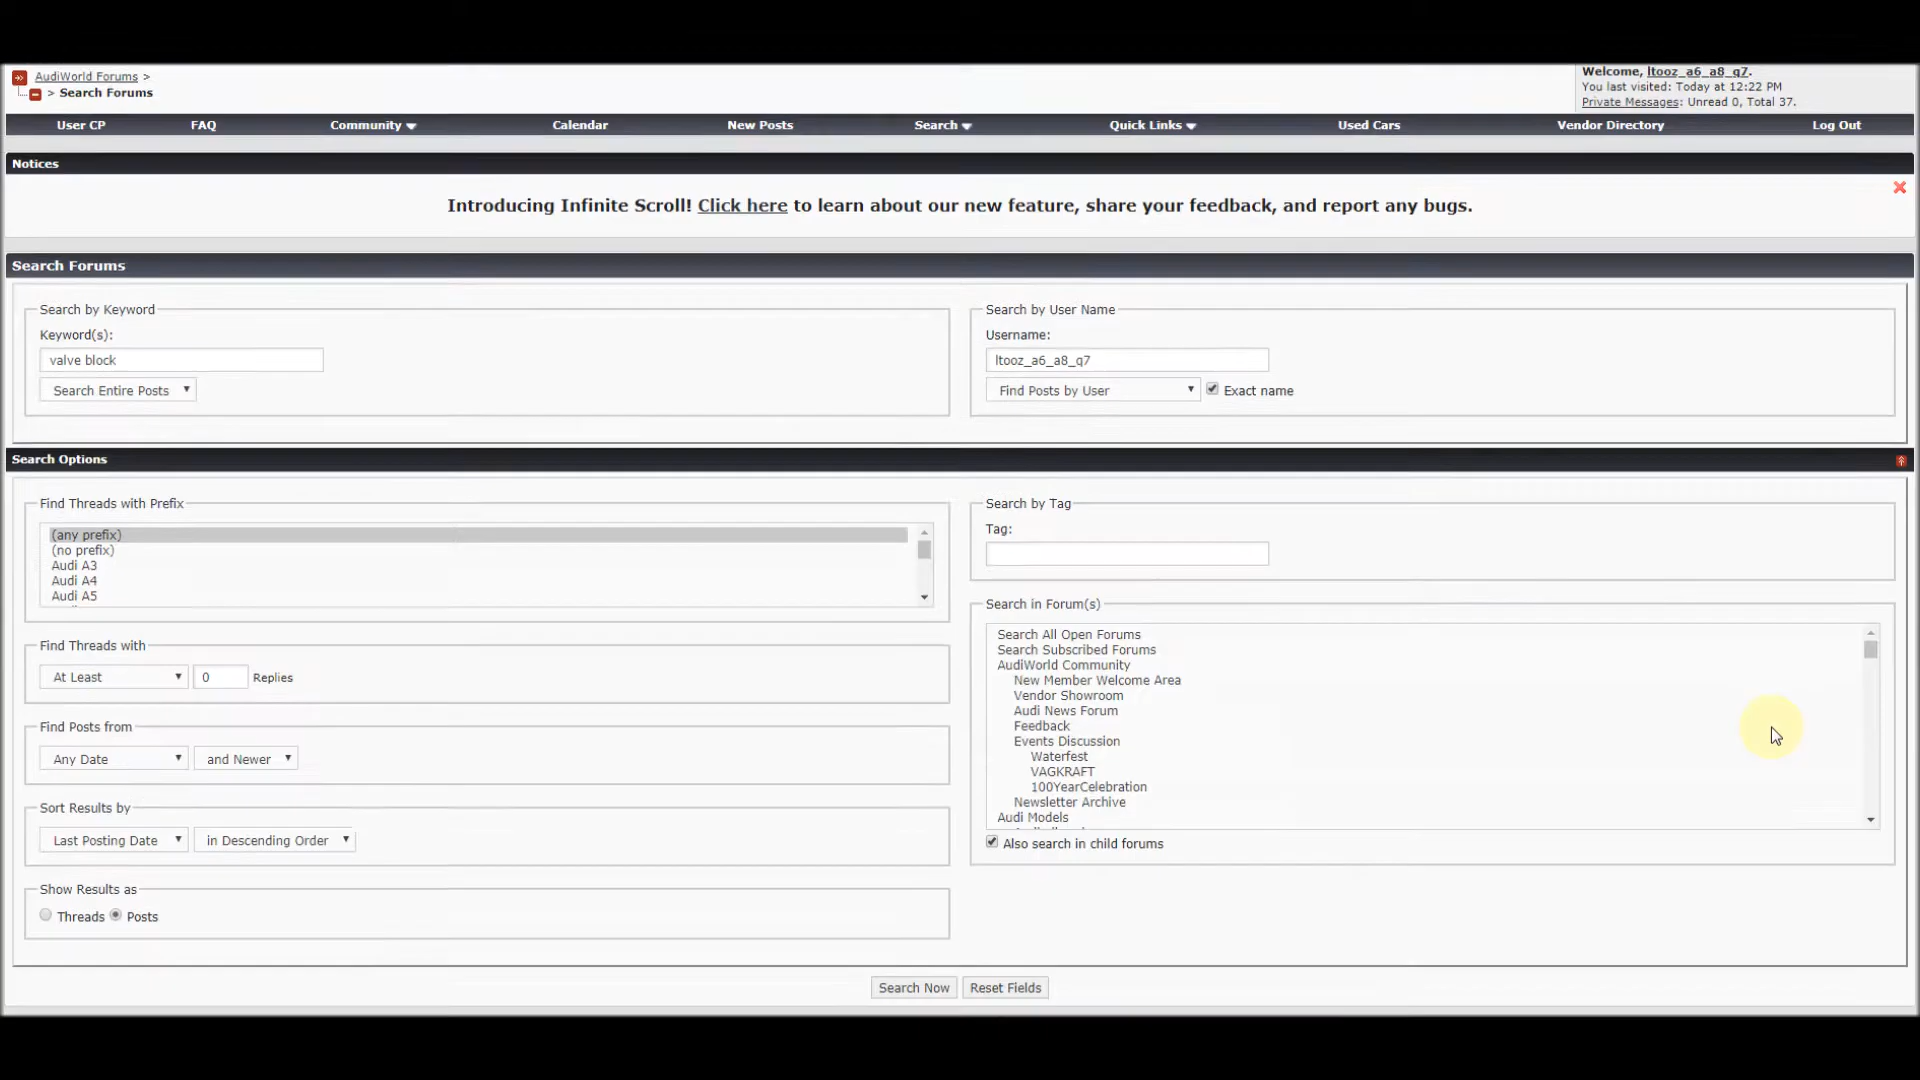 AudiWorld Forums >
> Search Forums
Welcome, ltooz_a6_a8_q7.
You last visited: Today at 12:22 PM
Private Messages: Unread 0, Total 37.
User CP FAQ Community Calendar New Posts Search Quick Links Used Cars Vendor Directory Log Out
Notices
Introducing Infinite Scroll! Click here to learn about our new feature, share your feedback, and report any bugs.
Search Forums
Search by Keyword
Keyword(s):
valve block
Search Entire Posts
Search by User Name
Username:
ltooz_a6_a8_q7
Find Posts by User Exact name
Search Options
Find Threads with Prefix
(any prefix)
(no prefix)
Audi A3
Audi A4
Audi A5
Find Threads with
At Least 0 Replies
Find Posts from
Any Date and Newer
Sort Results by
Last Posting Date in Descending Order
Show Results as
Threads Posts
Search by Tag
Tag:
Search in Forum(s)
Search All Open Forums
Search Subscribed Forums
AudiWorld Community
New Member Welcome Area
Vendor Showroom
Audi News Forum
Feedback
Events Discussion
Waterfest
VAGKRAFT
100YearCelebration
Newsletter Archive
Audi Models
Also search in child forums
Search Now Reset Fields